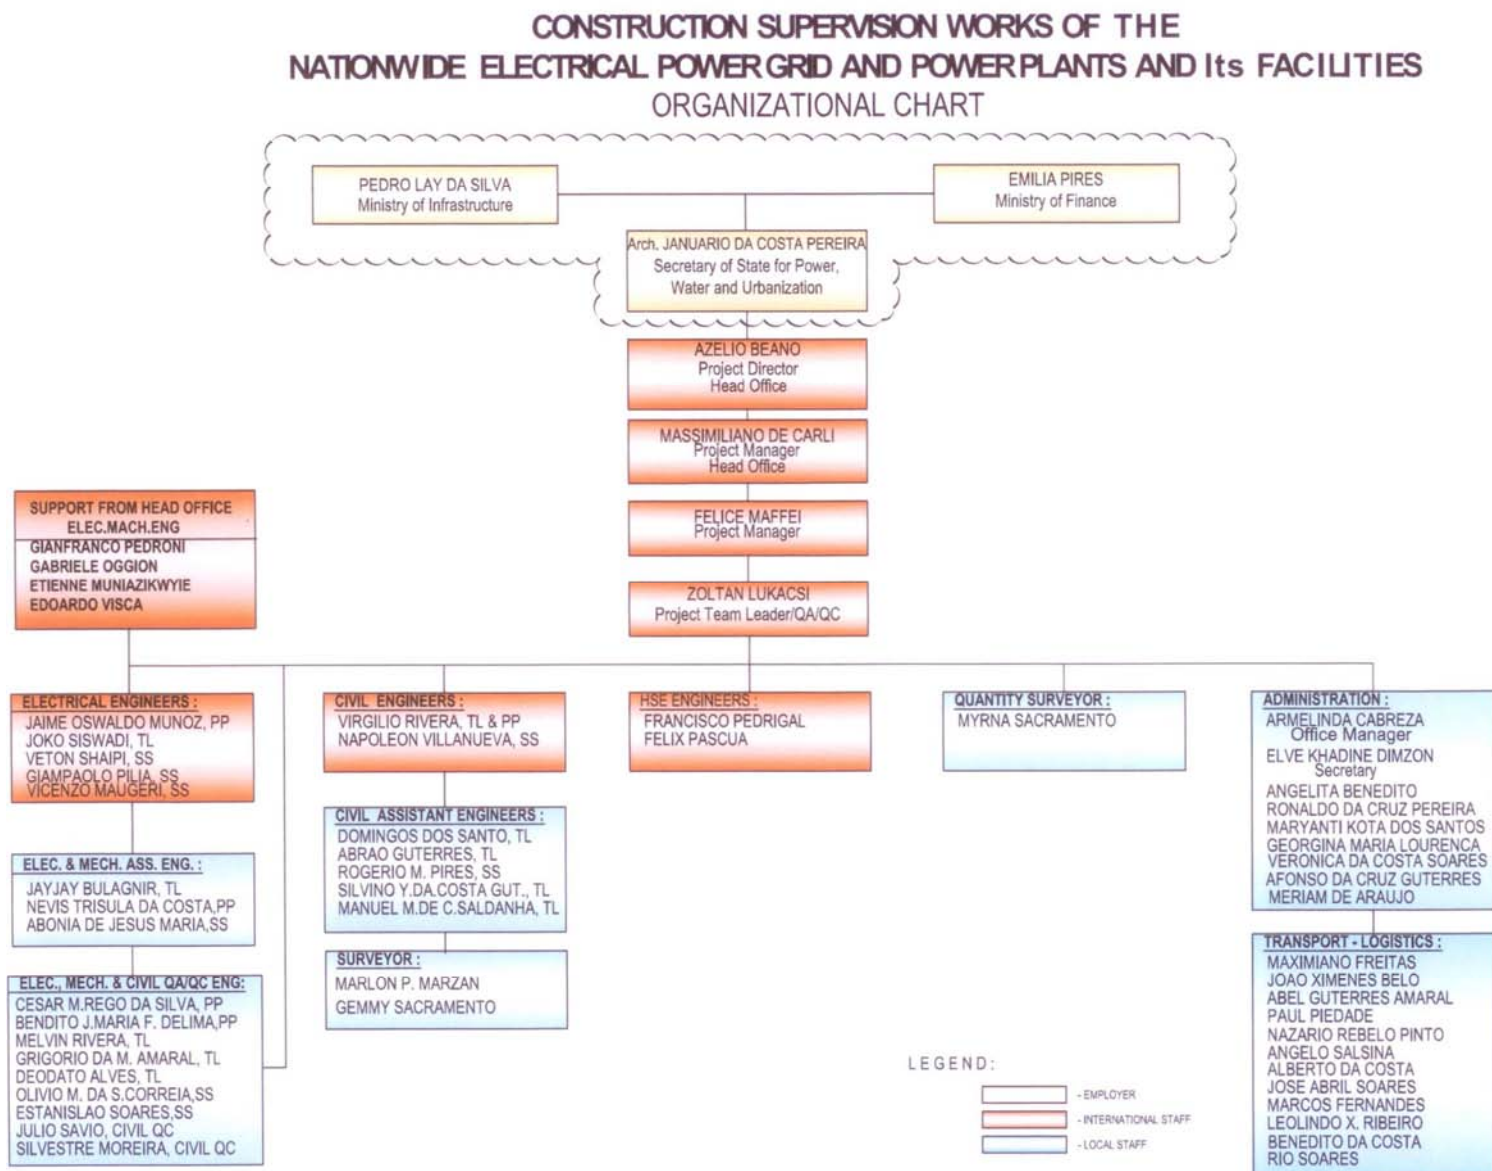 CONSTRUCTION SUPERVISION WORKS OF THE
NATIONWIDE ELECTRICAL POWER GRID AND POWER PLANTS AND Its FACILITIES
ORGANIZATIONAL CHART
PEDRO LAY DA SILVA
Ministry of Infrastructure
EMILIA PIRES
Ministry of Finance
Arch. JANUARIO DA COSTA PEREIRA
Secretary of State for Power,
Water and Urbanization
AZELIO BEANO
Project Director
Head Office
MASSIMILIANO DE CARLI
Project Manager
Head Office
FELICE MAFFEI
Project Manager
ZOLTAN LUKACSI
Project Team Leader/QA/QC
SUPPORT FROM HEAD OFFICE
ELEC.MACH.ENG
GIANFRANCO PEDRONI
GABRIELE OGGION
ETIENNE MUNIAZIKWYIE
EDOARDO VISCA
ELECTRICAL ENGINEERS :
JAIME OSWALDO MUNOZ, PP
JOKO SISWADI, TL
VETON SHAIPI, SS
GIAMPAOLO PILIA, SS
VICENZO MAUGERI, SS
ELEC. & MECH. ASS. ENG. :
JAYJAY BULAGNIR, TL
NEVIS TRISULA DA COSTA,PP
ABONIA DE JESUS MARIA,SS
ELEC., MECH. & CIVIL QA/QC ENG:
CESAR M.REGO DA SILVA, PP
BENDITO J.MARIA F. DELIMA,PP
MELVIN RIVERA, TL
GRIGORIO DA M. AMARAL, TL
DEODATO ALVES, TL
OLIVIO M. DA S.CORREIA,SS
ESTANISLAO SOARES,SS
JULIO SAVIO, CIVIL QC
SILVESTRE MOREIRA, CIVIL QC
CIVIL ENGINEERS :
VIRGILIO RIVERA, TL & PP
NAPOLEON VILLANUEVA, SS
CIVIL ASSISTANT ENGINEERS :
DOMINGOS DOS SANTO, TL
ABRAO GUTERRES, TL
ROGERIO M. PIRES, SS
SILVINO Y.DA.COSTA GUT., TL
MANUEL M.DE C.SALDANHA, TL
SURVEYOR :
MARLON P. MARZAN
GEMMY SACRAMENTO
HSE ENGINEERS :
FRANCISCO PEDRIGAL
FELIX PASCUA
QUANTITY SURVEYOR :
MYRNA SACRAMENTO
ADMINISTRATION :
ARMELINDA CABREZA
Office Manager
ELVE KHADINE DIMZON
Secretary
ANGELITA BENEDITO
RONALDO DA CRUZ PEREIRA
MARYANTI KOTA DOS SANTOS
GEORGINA MARIA LOURENCA
VERONICA DA COSTA SOARES
AFONSO DA CRUZ GUTERRES
MERIAM DE ARAUJO
TRANSPORT - LOGISTICS :
MAXIMIANO FREITAS
JOAO XIMENES BELO
ABEL GUTERRES AMARAL
PAUL PIEDADE
NAZARIO REBELO PINTO
ANGELO SALSINA
ALBERTO DA COSTA
JOSE ABRIL SOARES
MARCOS FERNANDES
LEOLINDO X. RIBEIRO
BENEDITO DA COSTA
RIO SOARES
LEGEND:
- EMPLOYER
- INTERNATIONAL STAFF
- LOCAL STAFF